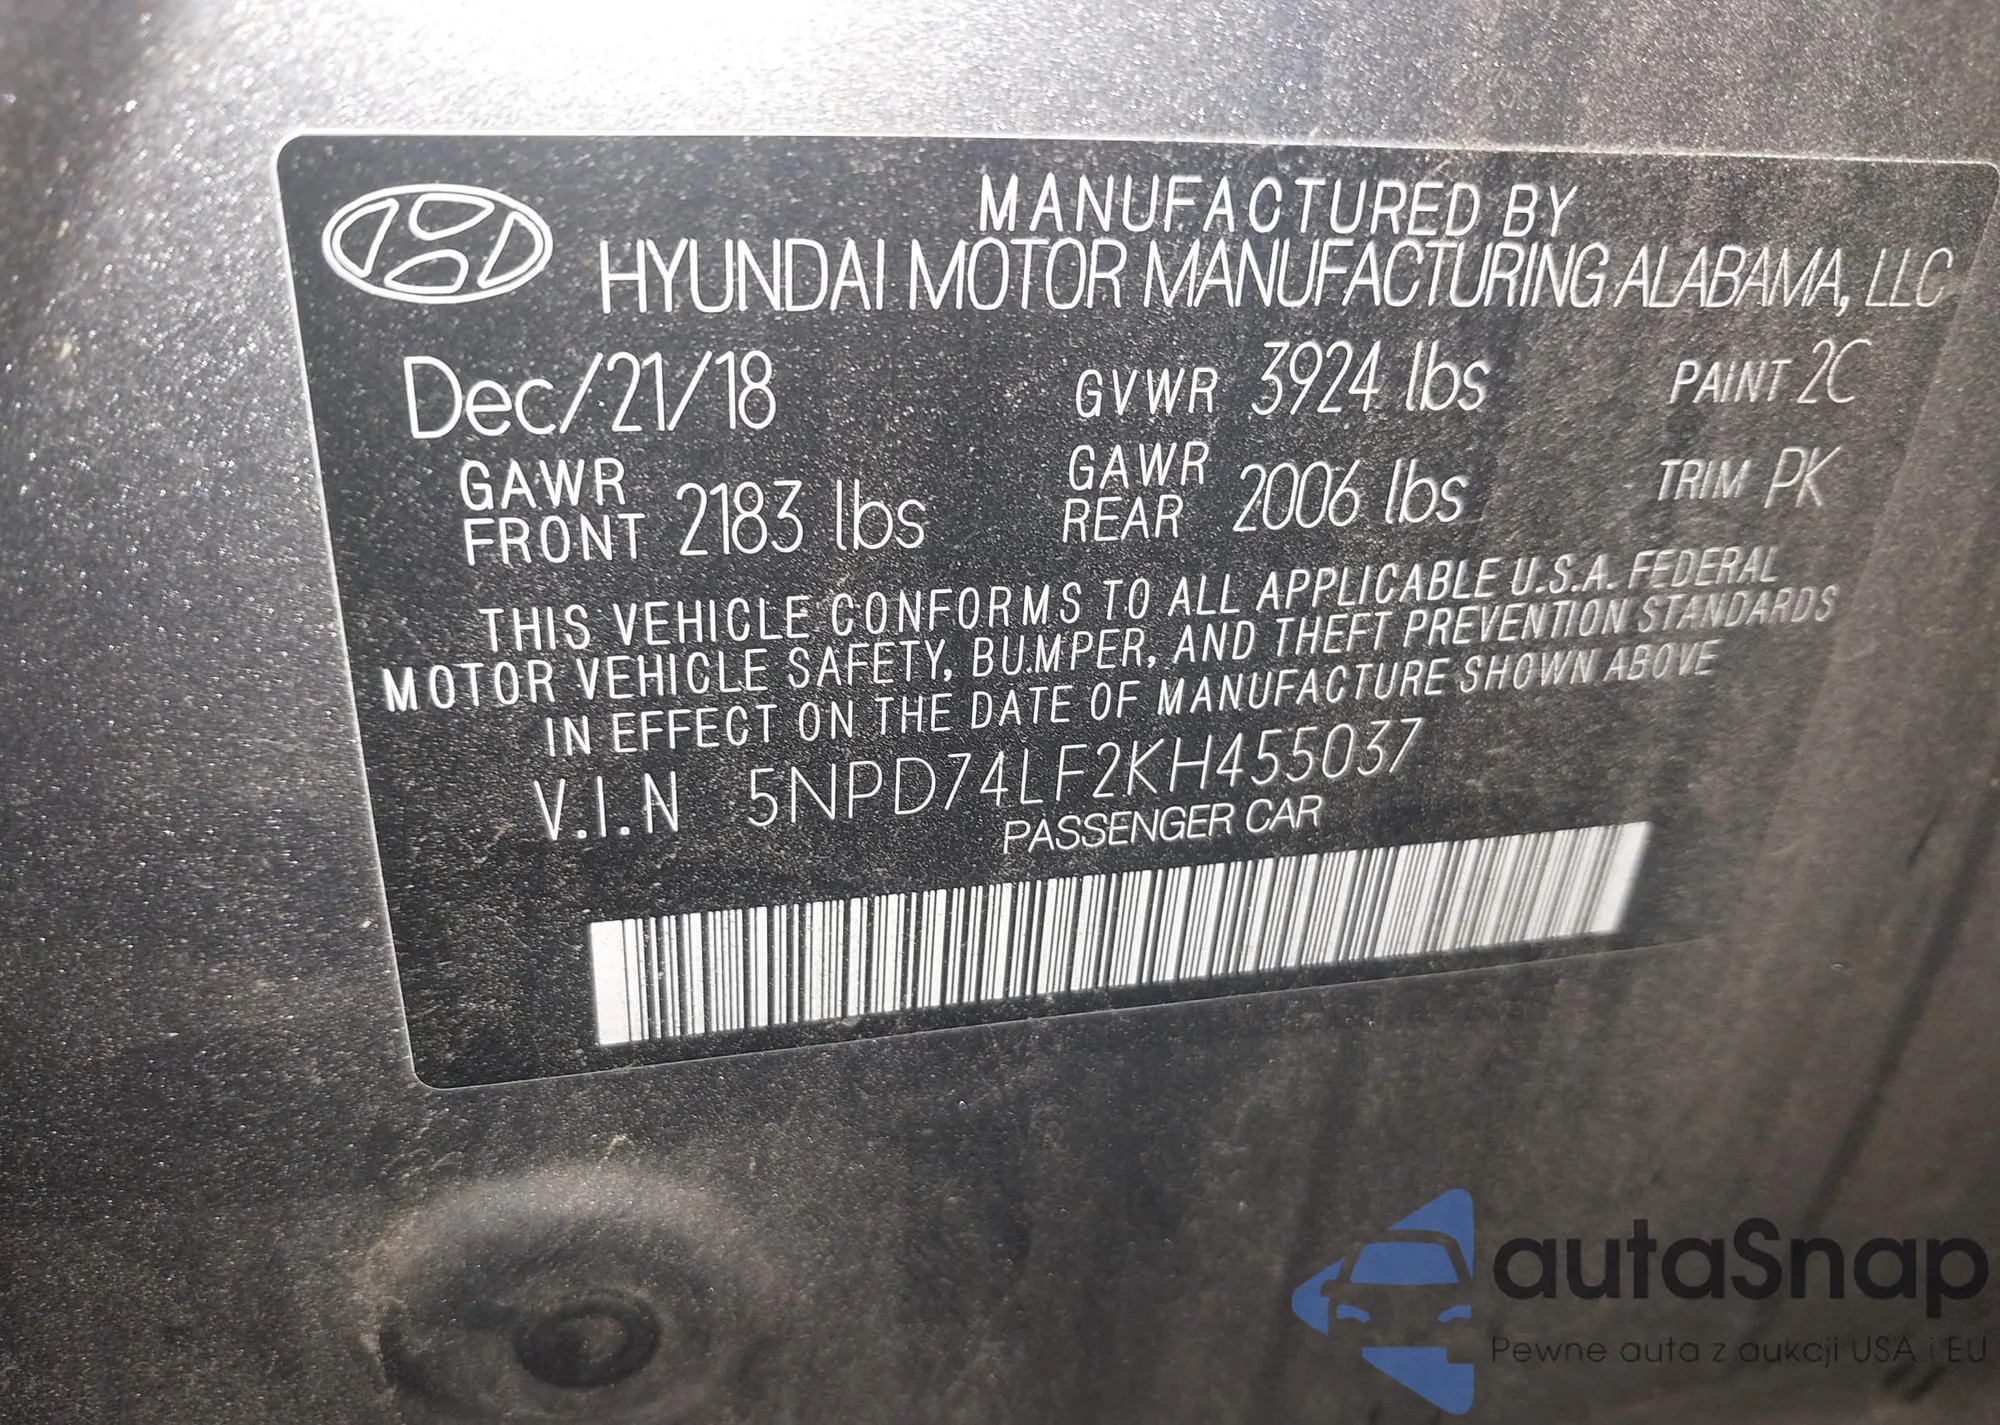 MANUFACTURED BY
HYUNDAI MOTOR MANUFACTURING ALABAMA, LLC
Dec/21/18 GVWR 3924 lbs PAINT 2C
GAWR FRONT 2183 lbs GAWR REAR 2006 lbs TRIM PK
THIS VEHICLE CONFORMS TO ALL APPLICABLE U.S.A. FEDERAL
MOTOR VEHICLE SAFETY, BUMPER, AND THEFT PREVENTION STANDARDS
IN EFFECT ON THE DATE OF MANUFACTURE SHOWN ABOVE
V.I.N 5NPD74LF2KH455037
PASSENGER CAR
autaSnap
Pewne auta z aukcji USA i EU